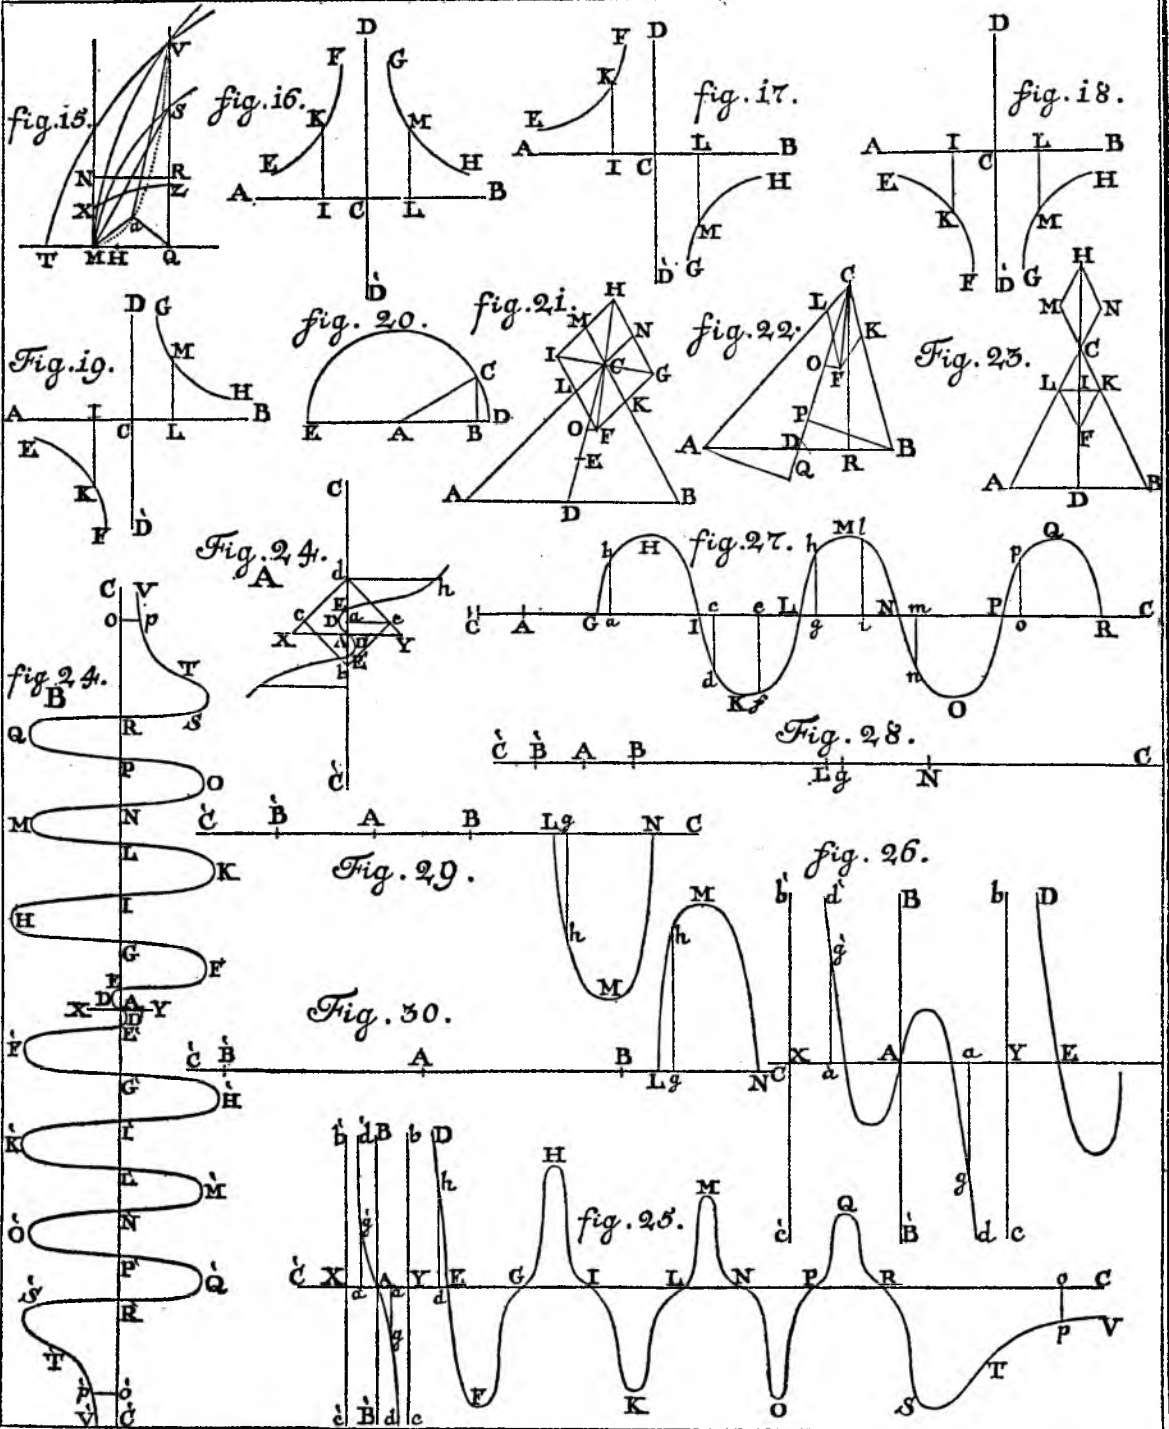 fig. 15.
V
S
N R
Z
X
a
T M H Q
fig. 16.
D
F G
K M
E H
A I C L B
D̀
fig. 17.
D
F
K
E
A I C L B
H
M
D̀ G
fig. 18.
D
A I C L B
E H
K M
F D̀ G
Fig. 19.
D G
M
H
A I C L B
E
K
F D̀
fig. 20.
C
E A B D
fig. 21.
H
M N
I C G
L K
O F
E
A D B
fig. 22.
C
L K
O F
P
A D R B
Q
Fig. 23.
H
M N
C
L I K
F
A D B
Fig. 24.
A
C
d h
E
c D a e
X A D Y
E
b
C̀
fig. 27.
h H h M l p Q
C̀ A G a I c e L g i N m P o R C
d K f n O
fig. 24.
B
C V
o p
T
S
Q R
P O
M N
L K
I
H
G F
E
D A
X Y
D̀
È
F̀
G̀ H̀
K̀ Ì
L̀ M̀
Ò Ǹ
P̀ Q̀
S̀ R̀
T̀
p̀ ò
V̀ C̀
Fig. 28.
C̀ B̀ A B L g N C
Fig. 29.
C̀ B̀ A B L g N C
h
M
Fig. 30.
M
h
C̀ B̀ A B L g N C
fig. 26.
b̀ d̀ B b D
g̀
X à A a Y E
g
c̀ B̀ d c
fig. 25.
b̀ d̀ B b D
h H M Q
g̀
C̀ X à A a Y d E G I L N P R o C
g p V
F K O S T
c̀ B̀ d c